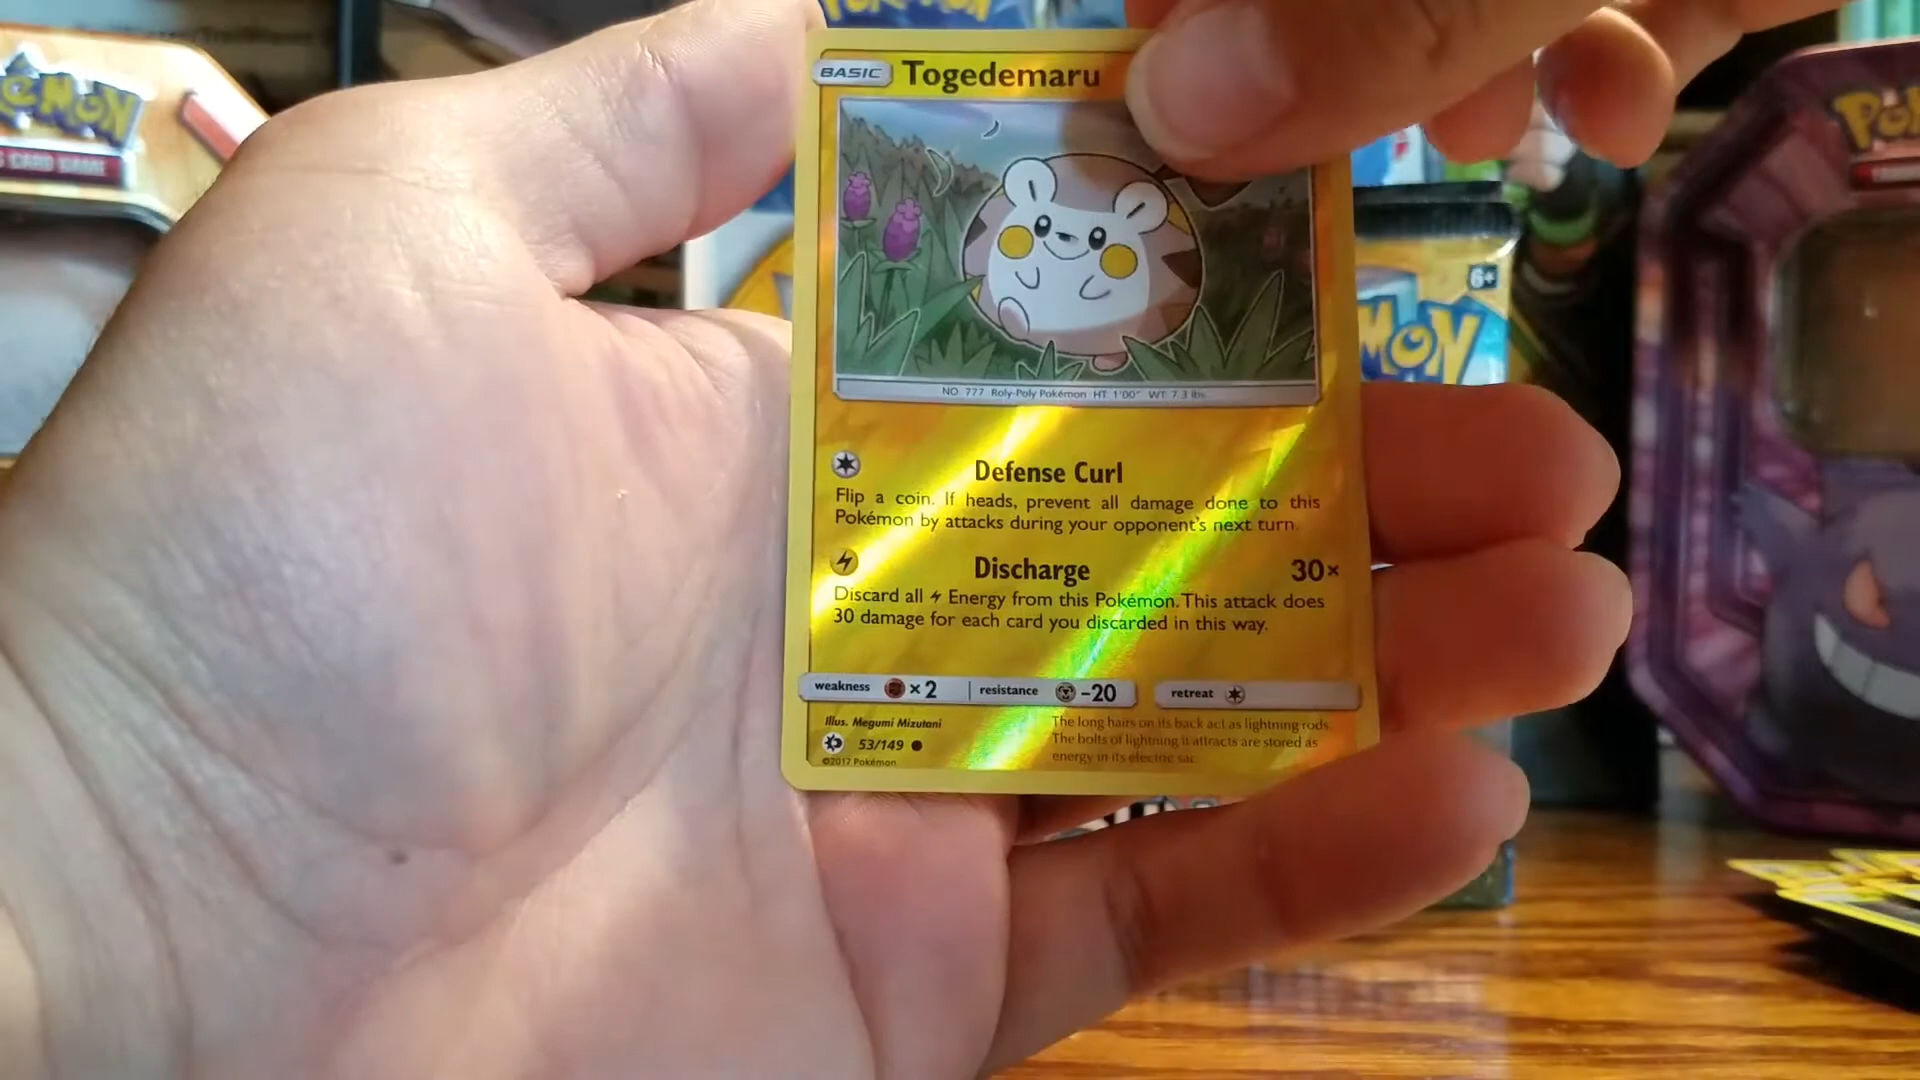 POKÉMON
BASIC
Togedemaru
CARD GAME
6+
NO. 777 Roly-Poly Pokémon HT 1'00" WT 7.3 lbs.
Defense Curl
Flip a coin. If heads, prevent all damage done to this
Pokémon by attacks during your opponent's next turn.
Discharge 30×
Discard all Energy from this Pokémon. This attack does
30 damage for each card you discarded in this way.
weakness ×2 resistance -20 retreat
Illus. Megumi Mizutani
53/149
©2017 Pokémon
The long hairs on its back act as lightning rods.
The bolts of lightning it attracts are stored as
energy in its electric sac.